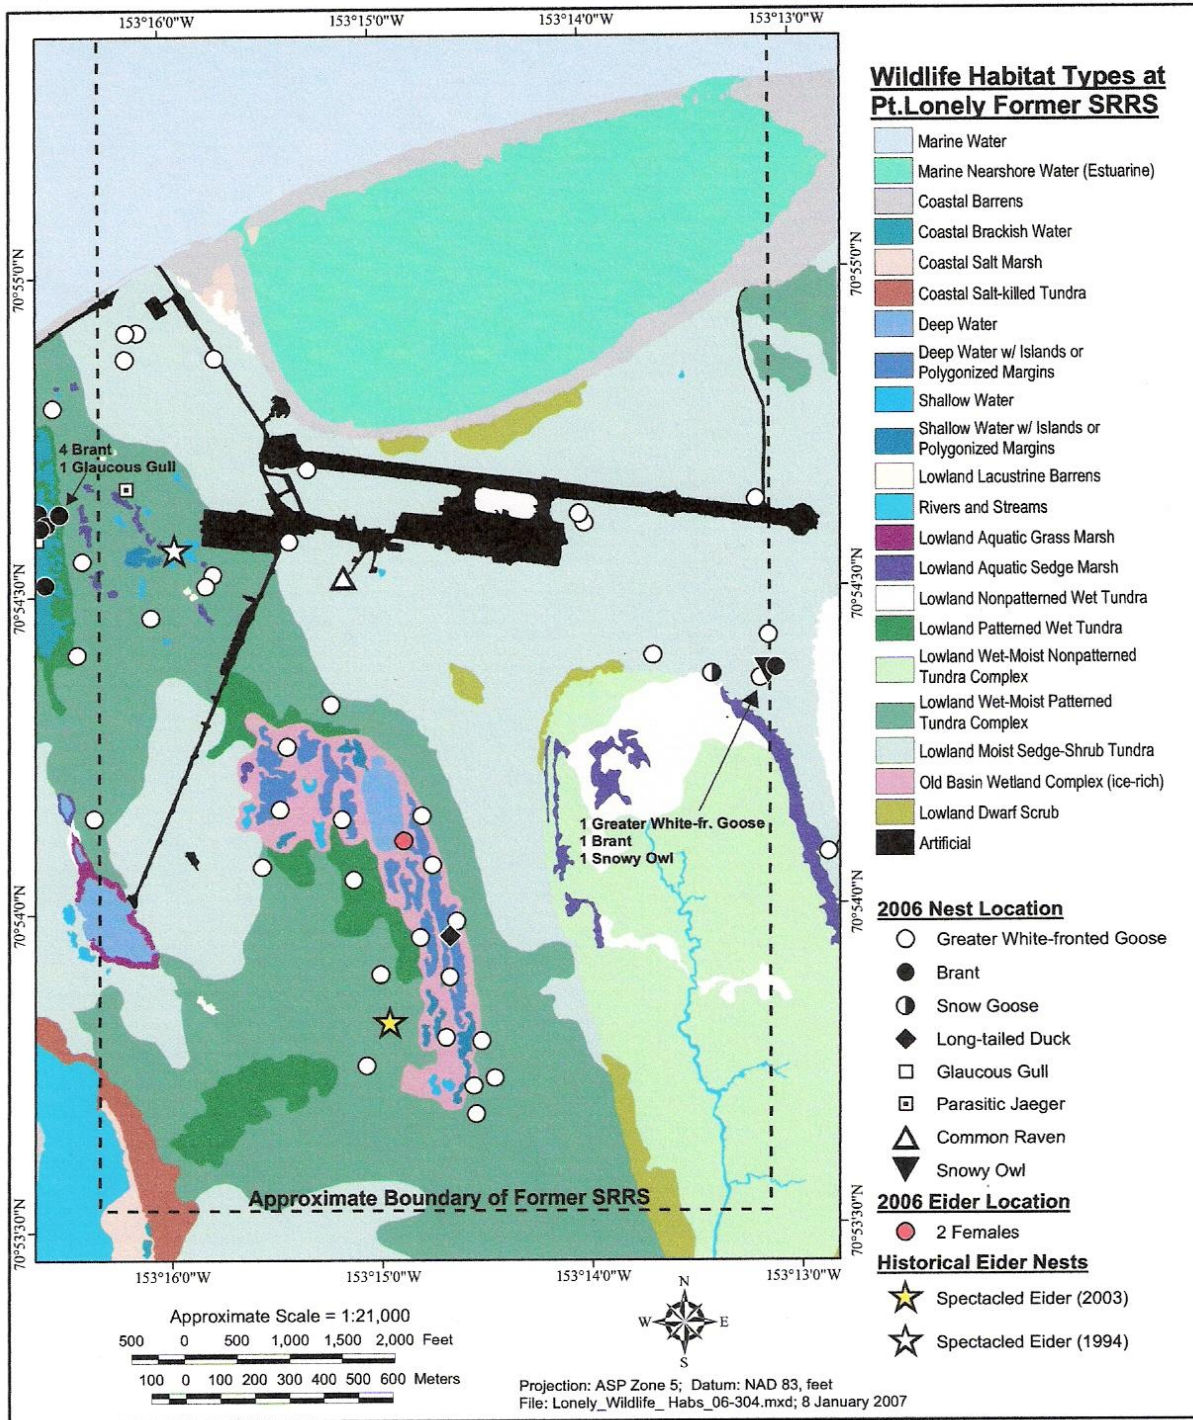 153°16'0"W 153°15'0"W 153°14'0"W 153°13'0"W
Wildlife Habitat Types at
Pt.Lonely Former SRRS
Marine Water
Marine Nearshore Water (Estuarine)
Coastal Barrens
Coastal Brackish Water
Coastal Salt Marsh
Coastal Salt-killed Tundra
Deep Water
Deep Water w/ Islands or
Polygonized Margins
Shallow Water
Shallow Water w/ Islands or
Polygonized Margins
Lowland Lacustrine Barrens
Rivers and Streams
Lowland Aquatic Grass Marsh
Lowland Aquatic Sedge Marsh
Lowland Nonpatterned Wet Tundra
Lowland Patterned Wet Tundra
Lowland Wet-Moist Nonpatterned
Tundra Complex
Lowland Wet-Moist Patterned
Tundra Complex
Lowland Moist Sedge-Shrub Tundra
Old Basin Wetland Complex (ice-rich)
Lowland Dwarf Scrub
Artificial
2006 Nest Location
Greater White-fronted Goose
Brant
Snow Goose
Long-tailed Duck
Glaucous Gull
Parasitic Jaeger
Common Raven
Snowy Owl
2006 Eider Location
2 Females
Historical Eider Nests
Spectacled Eider (2003)
Spectacled Eider (1994)
70°55'0"N
70°54'30"N
70°54'0"N
70°53'30"N
70°55'0"N
70°54'30"N
70°54'0"N
70°53'30"N
4 Brant
1 Glaucous Gull
1 Greater White-fr. Goose
1 Brant
1 Snowy Owl
Approximate Boundary of Former SRRS
153°16'0"W 153°15'0"W 153°14'0"W 153°13'0"W
Approximate Scale = 1:21,000
500 0 500 1,000 1,500 2,000 Feet
100 0 100 200 300 400 500 600 Meters
N
W E
S
Projection: ASP Zone 5; Datum: NAD 83, feet
File: Lonely_Wildlife_ Habs_06-304.mxd; 8 January 2007